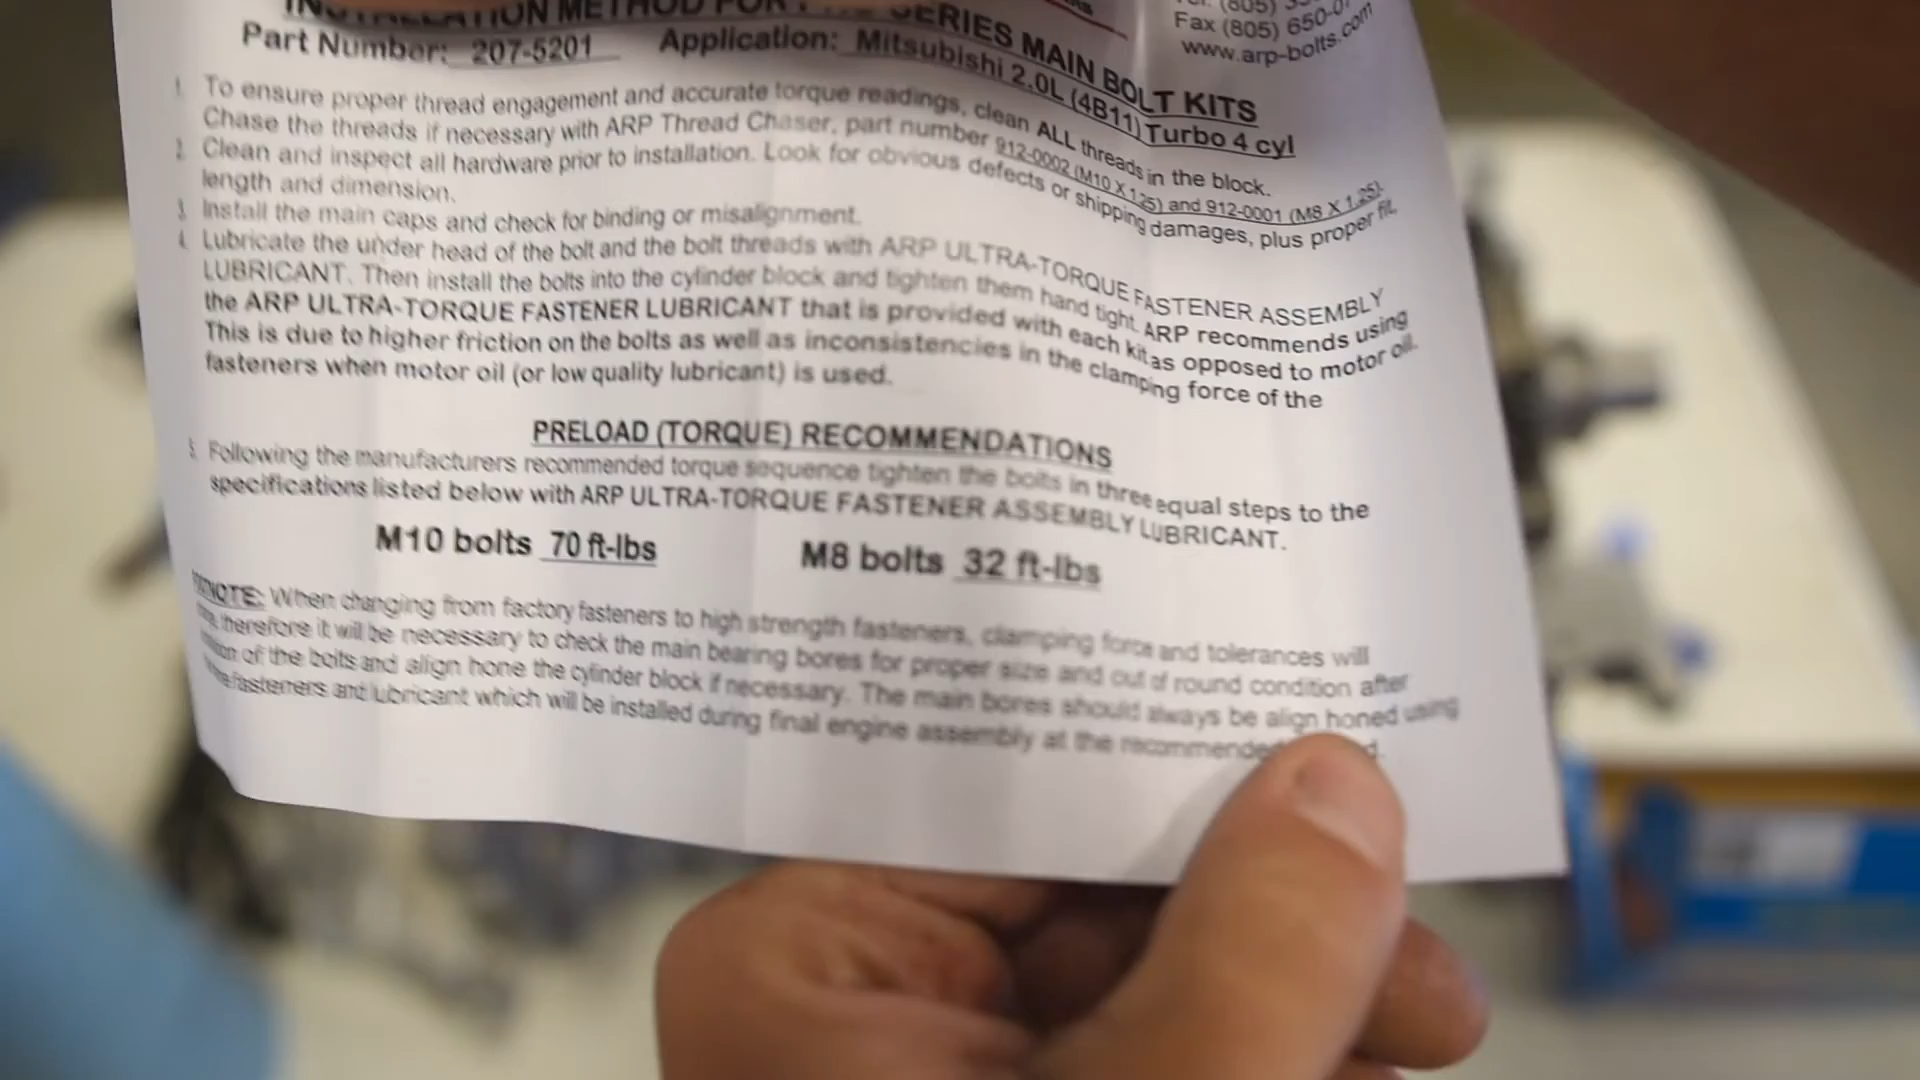 INSTALLATION METHOD FOR SERIES MAIN BOLT KITS
Tel: (805)
Fax (805) 650-07
www.arp-bolts.com
Part Number: 207-5201 Application: Mitsubishi 2.0L (4B11) Turbo 4 cyl
1. To ensure proper thread engagement and accurate torque readings, clean ALL threads in the block.
Chase the threads if necessary with ARP Thread Chaser, part number 912-0002 (M10 X 1.25) and 912-0001 (M8 X 1.25).
2. Clean and inspect all hardware prior to installation. Look for obvious defects or shipping damages, plus proper fit,
length and dimension.
3. Install the main caps and check for binding or misalignment.
4. Lubricate the under head of the bolt and the bolt threads with ARP ULTRA-TORQUE FASTENER ASSEMBLY
LUBRICANT. Then install the bolts into the cylinder block and tighten them hand tight. ARP recommends using
the ARP ULTRA-TORQUE FASTENER LUBRICANT that is provided with each kit as opposed to motor oil.
This is due to higher friction on the bolts as well as inconsistencies in the clamping force of the
fasteners when motor oil (or low quality lubricant) is used.
PRELOAD (TORQUE) RECOMMENDATIONS
5. Following the manufacturers recommended torque sequence tighten the bolts in three equal steps to the
specifications listed below with ARP ULTRA-TORQUE FASTENER ASSEMBLY LUBRICANT.
M10 bolts 70 ft-lbs M8 bolts 32 ft-lbs
NOTE: When changing from factory fasteners to high strength fasteners, clamping force and tolerances will
therefore it will be necessary to check the main bearing bores for proper size and out of round condition after
of the bolts and align hone the cylinder block if necessary. The main bores should always be align honed using
fasteners and lubricant which will be installed during final engine assembly at the recommended